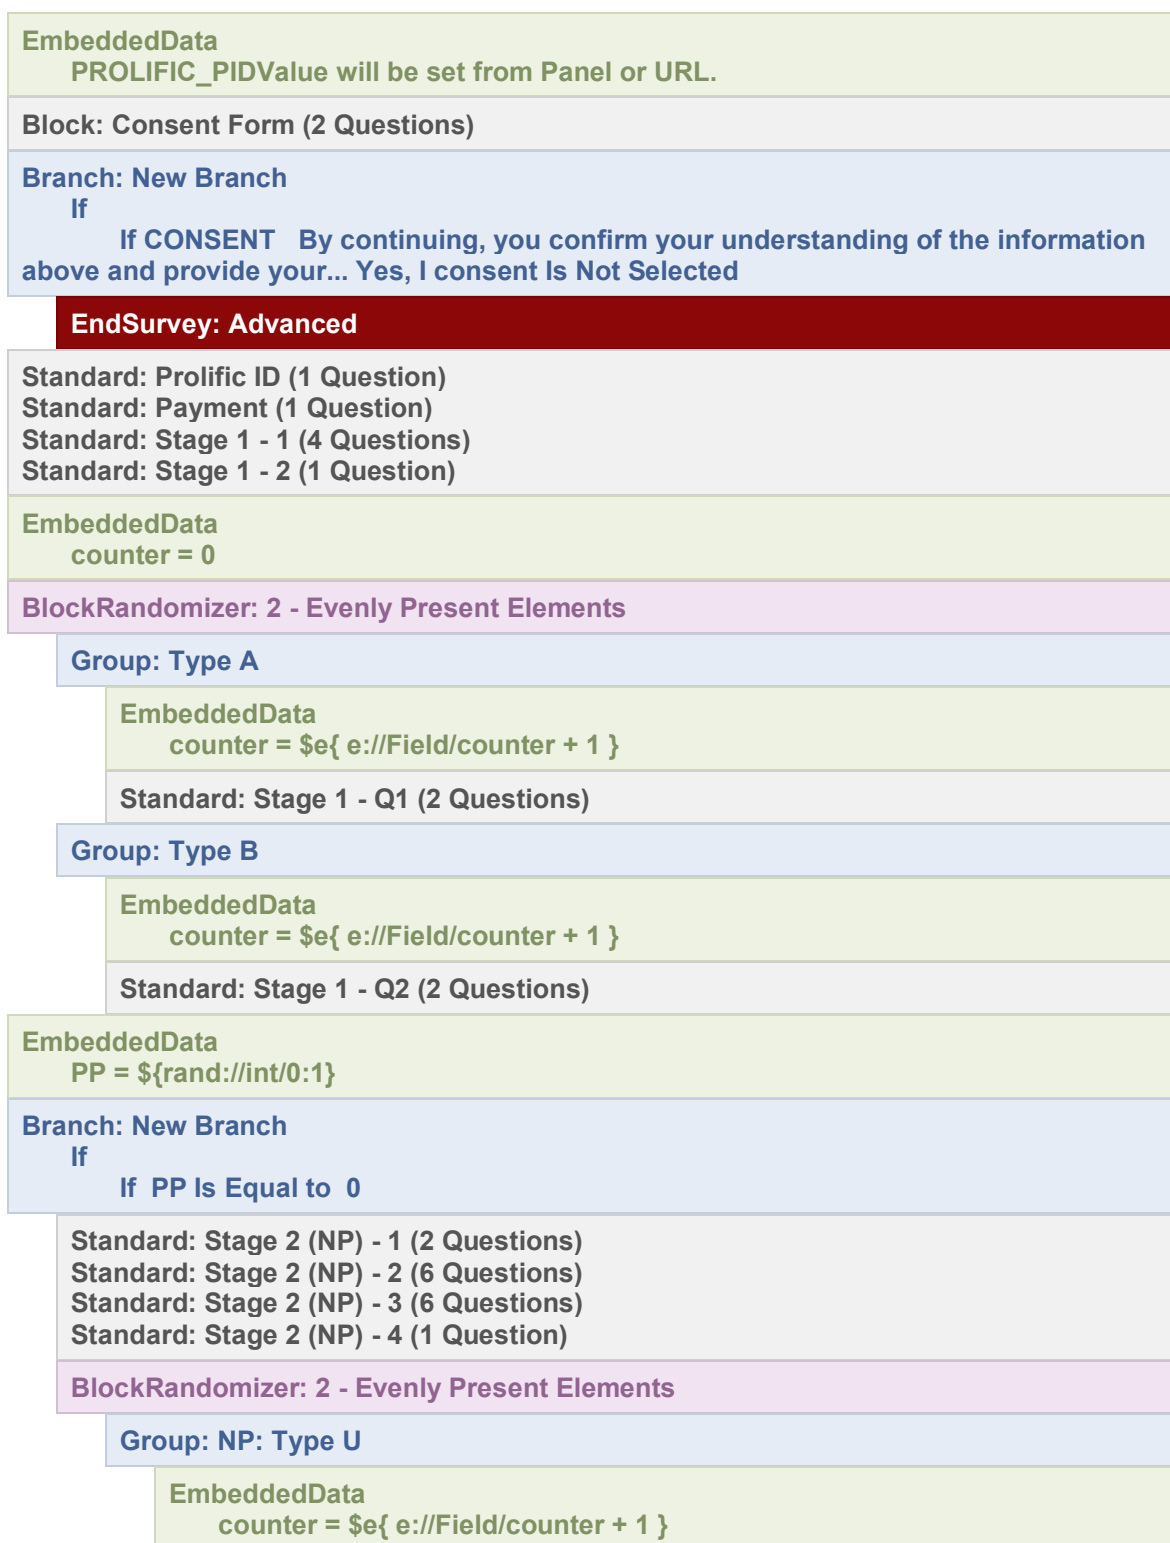 EmbeddedData
PROLIFIC_PIDValue will be set from Panel or URL.
Block: Consent Form (2 Questions)
Branch: New Branch
If
If CONSENT   By continuing, you confirm your understanding of the information
above and provide your... Yes, I consent Is Not Selected
EndSurvey: Advanced
Standard: Prolific ID (1 Question)
Standard: Payment (1 Question)
Standard: Stage 1 - 1 (4 Questions)
Standard: Stage 1 - 2 (1 Question)
EmbeddedData
counter = 0
BlockRandomizer: 2 - Evenly Present Elements
Group: Type A
EmbeddedData
counter = $e{ e://Field/counter + 1 }
Standard: Stage 1 - Q1 (2 Questions)
Group: Type B
EmbeddedData
counter = $e{ e://Field/counter + 1 }
Standard: Stage 1 - Q2 (2 Questions)
EmbeddedData
PP = ${rand://int/0:1}
Branch: New Branch
If
If  PP Is Equal to  0
Standard: Stage 2 (NP) - 1 (2 Questions)
Standard: Stage 2 (NP) - 2 (6 Questions)
Standard: Stage 2 (NP) - 3 (6 Questions)
Standard: Stage 2 (NP) - 4 (1 Question)
BlockRandomizer: 2 - Evenly Present Elements
Group: NP: Type U
EmbeddedData
counter = $e{ e://Field/counter + 1 }